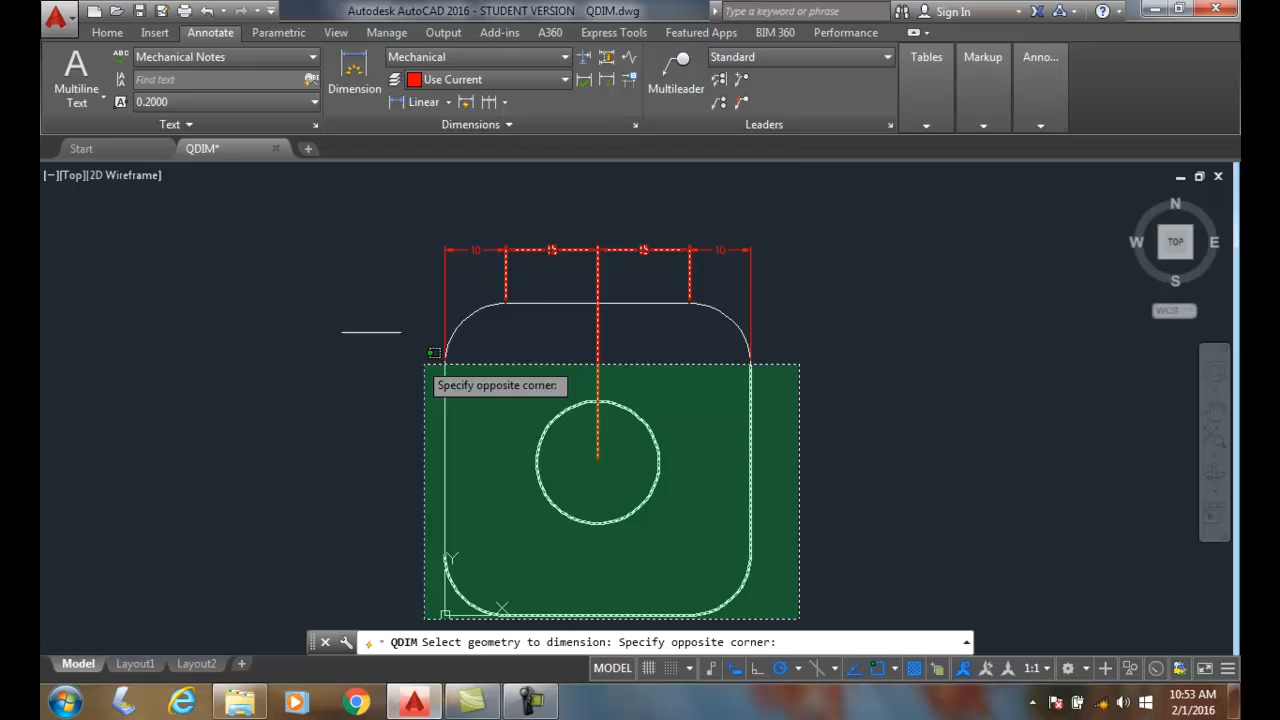 Autodesk AutoCAD 2016 - STUDENT VERSION QDIM.dwg
Type a keyword or phrase
Sign In
Home Insert Annotate Parametric View Manage Output Add-ins A360 Express Tools Featured Apps BIM 360 Performance
Mechanical Notes
Mechanical
Standard
Tables
Markup
Anno...
Find text
Use Current
Multiline
Text
Dimension
Multileader
0.2000
Linear
Text
Dimensions
Leaders
Start
QDIM*
[−][Top][2D Wireframe]
N
W
TOP
E
S
WCS
10
10
Specify opposite corner:
Y
X
QDIM Select geometry to dimension: Specify opposite corner:
Model
Layout1
Layout2
MODEL
1:1
10:53 AM
2/1/2016